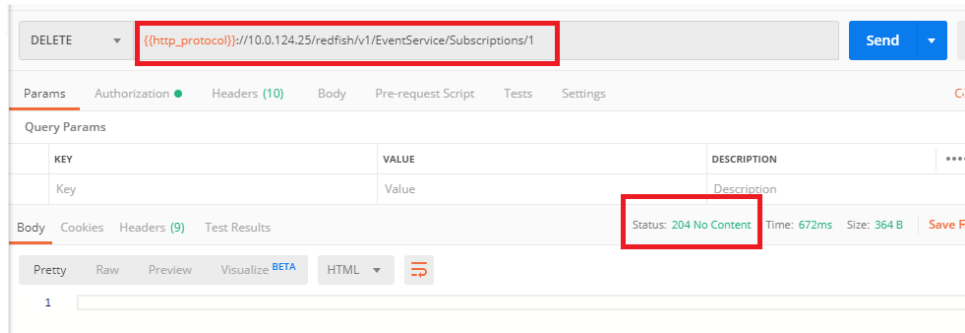 DELETE {{http_protocol}}://10.0.124.25/redfish/v1/EventService/Subscriptions/1 Send
Params Authorization Headers (10) Body Pre-request Script Tests Settings
Query Params
KEY VALUE DESCRIPTION
Key Value Description
Body Cookies Headers (9) Test Results Status: 204 No Content Time: 672ms Size: 364 B Save
Pretty Raw Preview Visualize BETA HTML
1